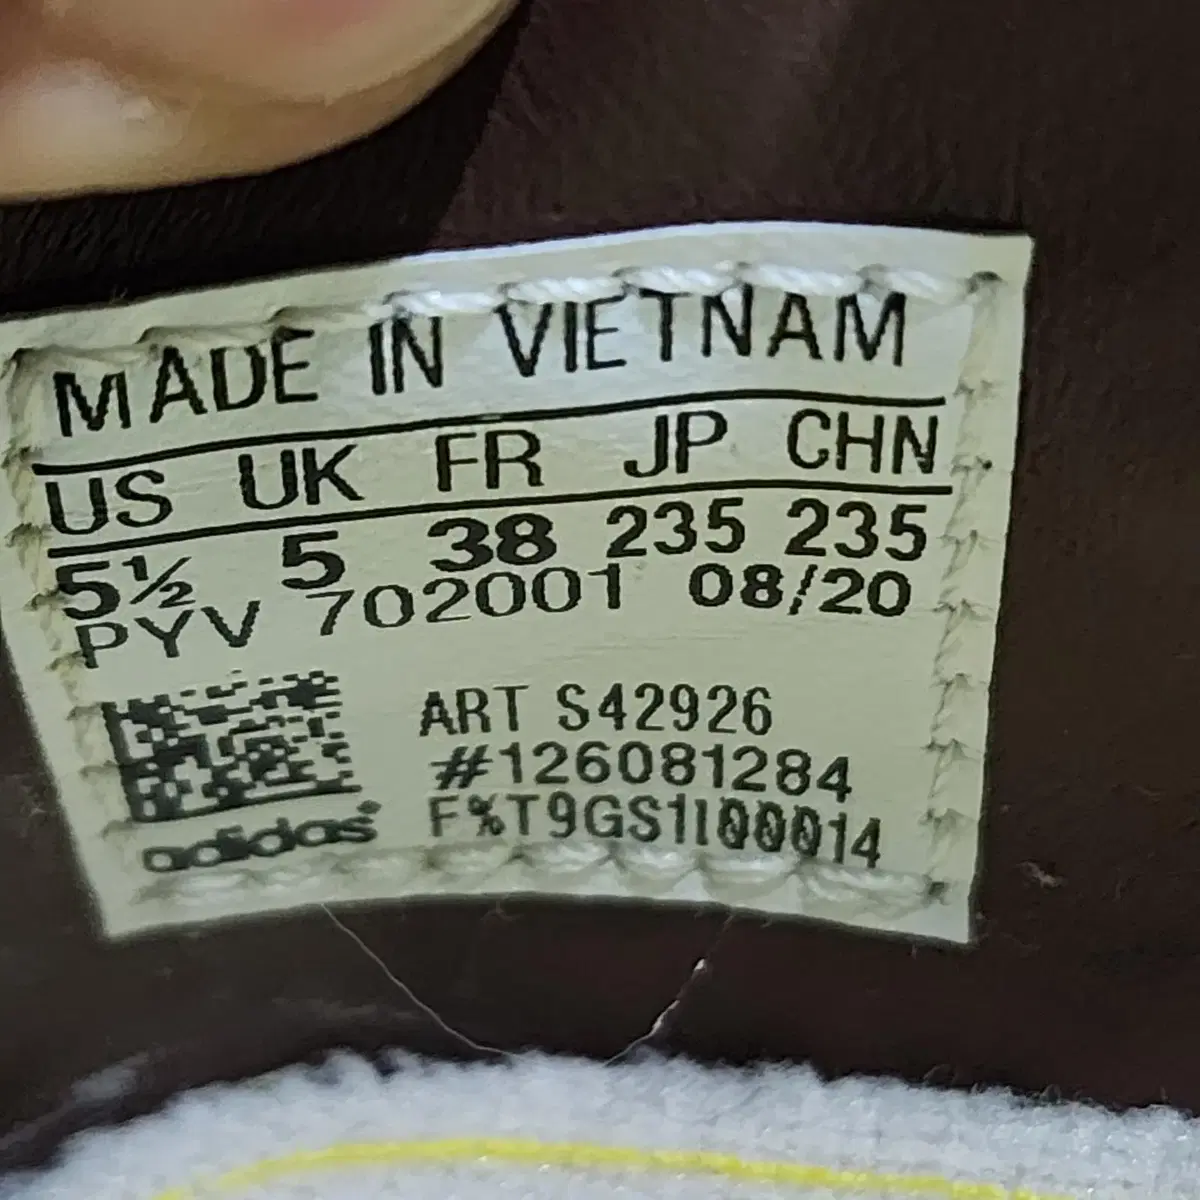 MADE IN VIETNAM
US UK FR JP CHN
5½ 5 38 235 235
PYV 702001 08/20
ART S42926
#126081284
F%T9GS1I00014
adidas